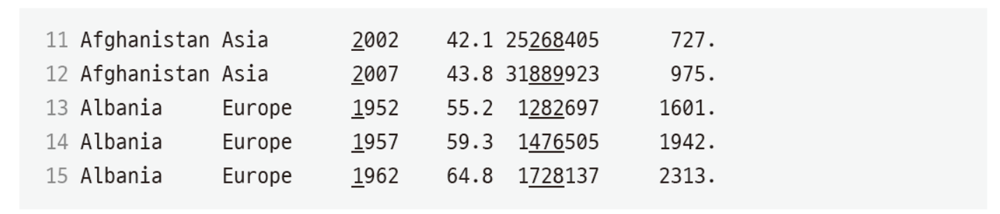 11 Afghanistan Asia 2002 42.1 25268405 727.
12 Afghanistan Asia 2007 43.8 31889923 975.
13 Albania Europe 1952 55.2 1282697 1601.
14 Albania Europe 1957 59.3 1476505 1942.
15 Albania Europe 1962 64.8 1728137 2313.